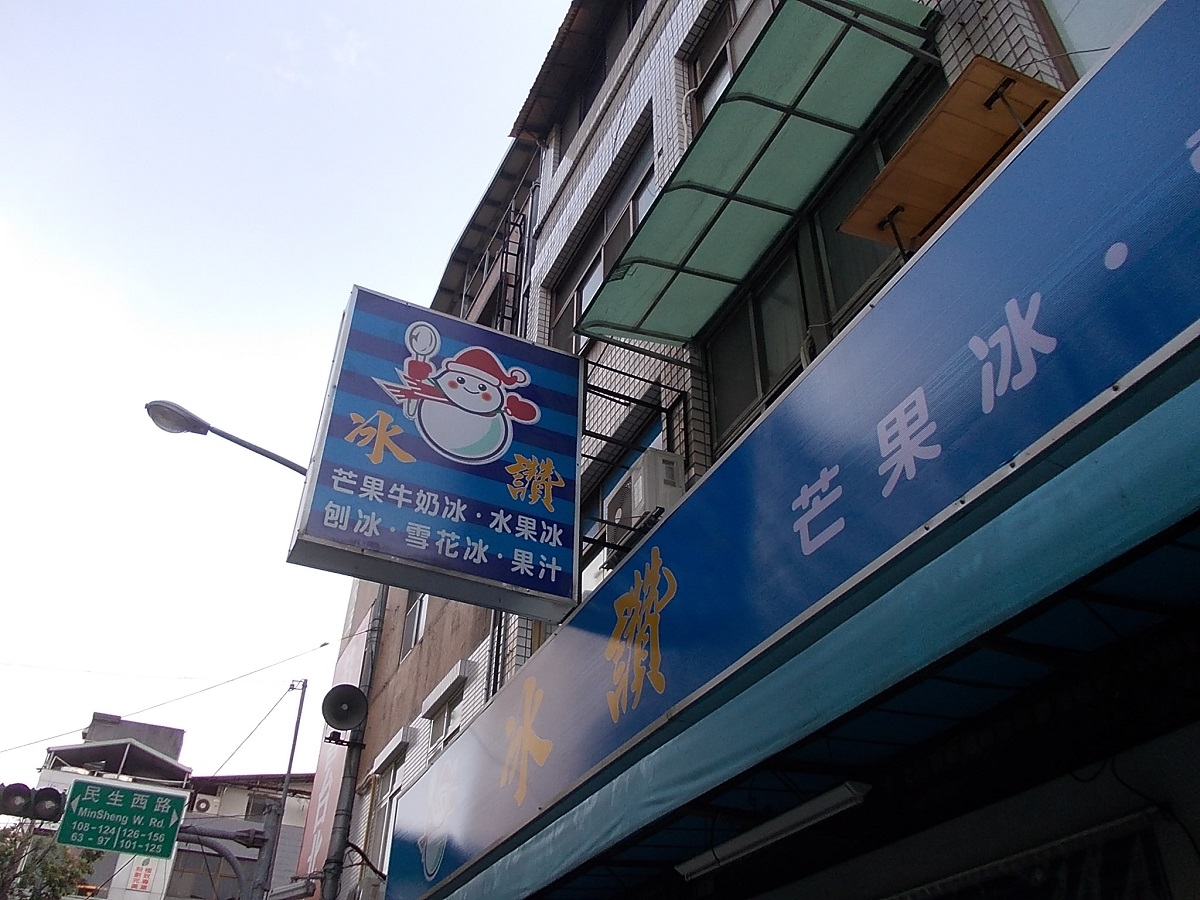 冰讚
芒果牛奶冰·水果冰
刨冰·雪花冰·果汁
冰讚 芒果冰·
民生西路
MinSheng W. Rd.
108-124 126-156
63-97 101-125